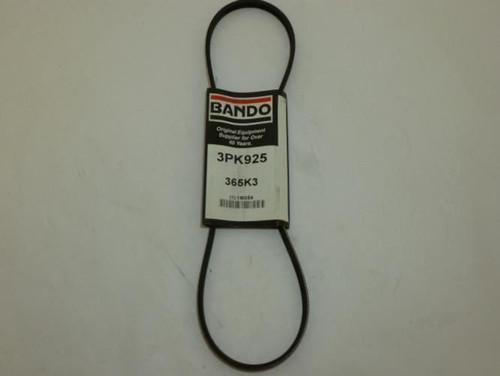 BANDO
Original Equipment
Supplier for Over
40 Years.
3PK925
365K3